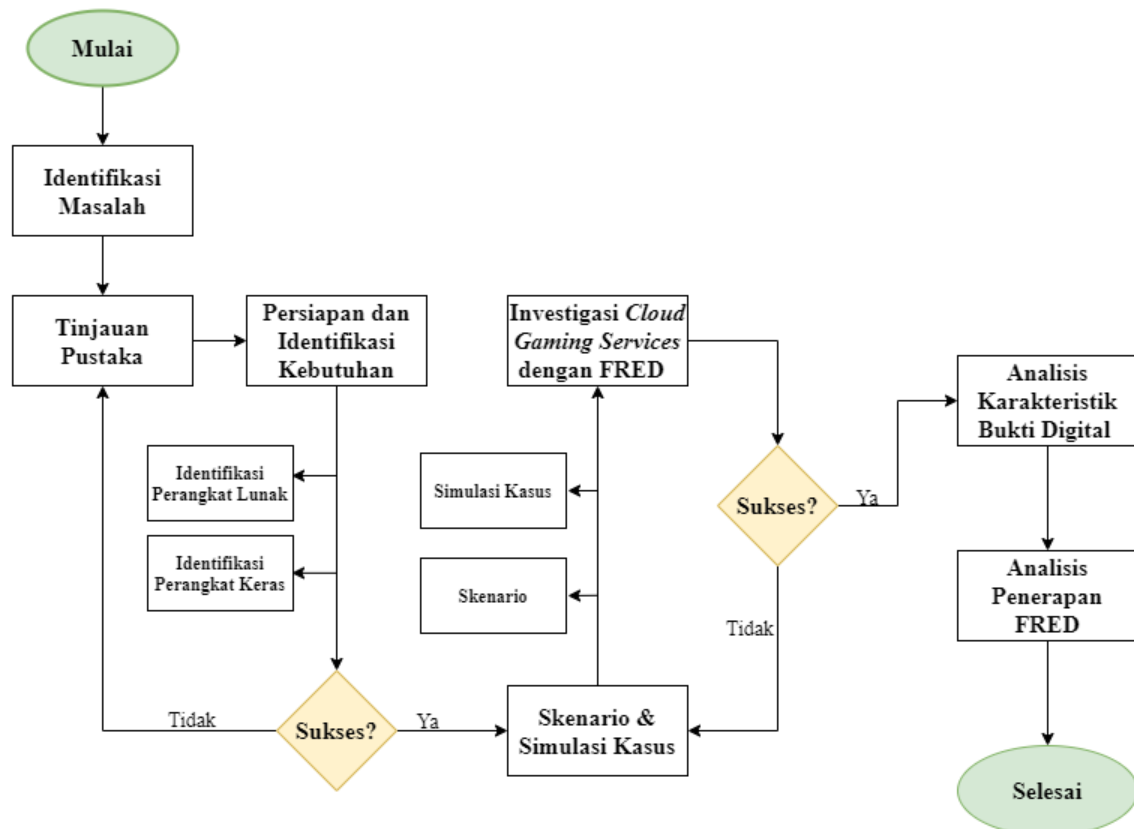 Mulai
Identifikasi
Masalah
Tinjauan
Pustaka
Persiapan dan
Identifikasi
Kebutuhan
Identifikasi
Perangkat Lunak
Identifikasi
Perangkat Keras
Sukses?
Tidak
Ya
Skenario &
Simulasi Kasus
Skenario
Simulasi Kasus
Investigasi Cloud
Gaming Services
dengan FRED
Sukses?
Tidak
Ya
Analisis
Karakteristik
Bukti Digital
Analisis
Penerapan
FRED
Selesai